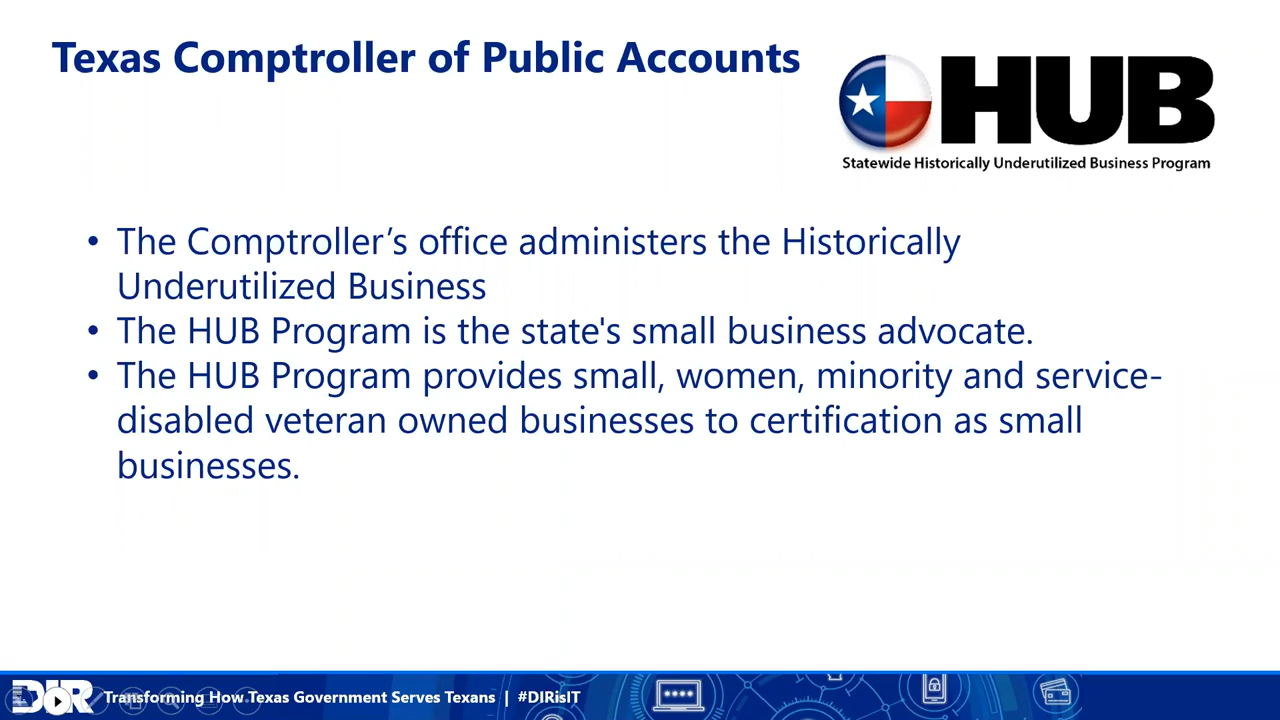 Texas Comptroller of Public Accounts
HUB
Statewide Historically Underutilized Business Program
• The Comptroller’s office administers the Historically
Underutilized Business
• The HUB Program is the state's small business advocate.
• The HUB Program provides small, women, minority and service-
disabled veteran owned businesses to certification as small
businesses.
DIR Transforming How Texas Government Serves Texans | #DIRisIT